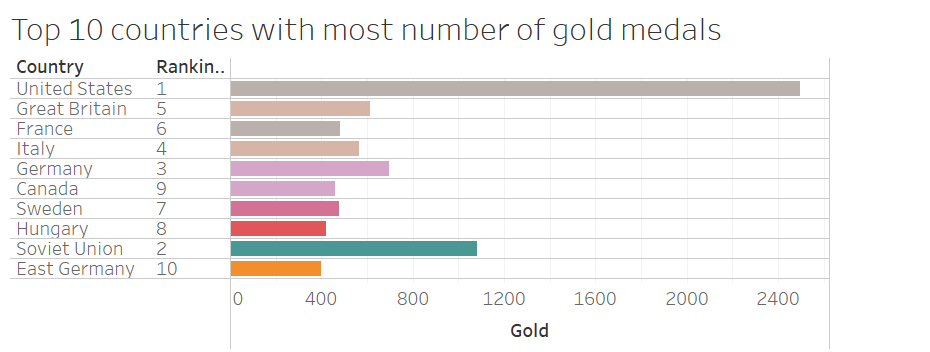 Top 10 countries with most number of gold medals
Country Rankin..
United States 1
Great Britain 5
France 6
Italy 4
Germany 3
Canada 9
Sweden 7
Hungary 8
Soviet Union 2
East Germany 10
0 400 800 1200 1600 2000 2400
Gold